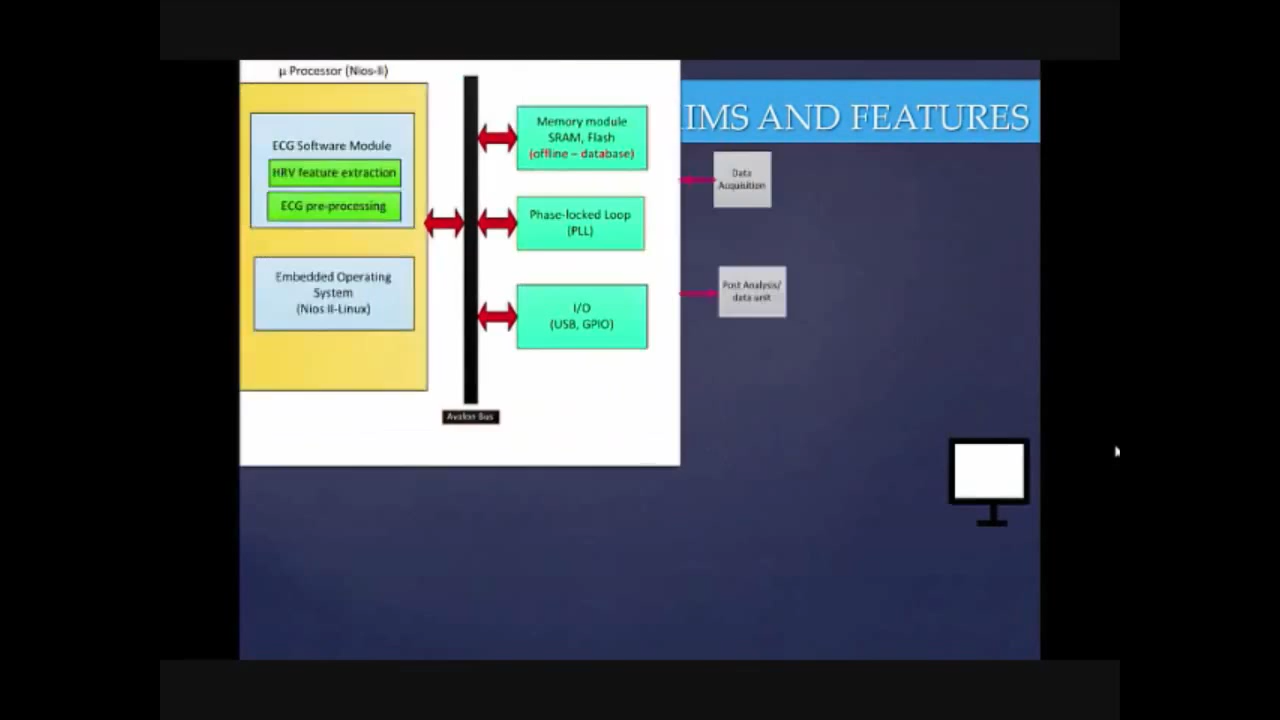 µ Processor (Nios-II)
ECG Software Module
HRV feature extraction
ECG pre-processing
Embedded Operating
System
(Nios II-Linux)
Avalon Bus
Memory module
SRAM, Flash
(offline – database)
Phase-locked Loop
(PLL)
I/O
(USB, GPIO)
IMS AND FEATURES
Data
Acquisition
Post Analysis/
data unit